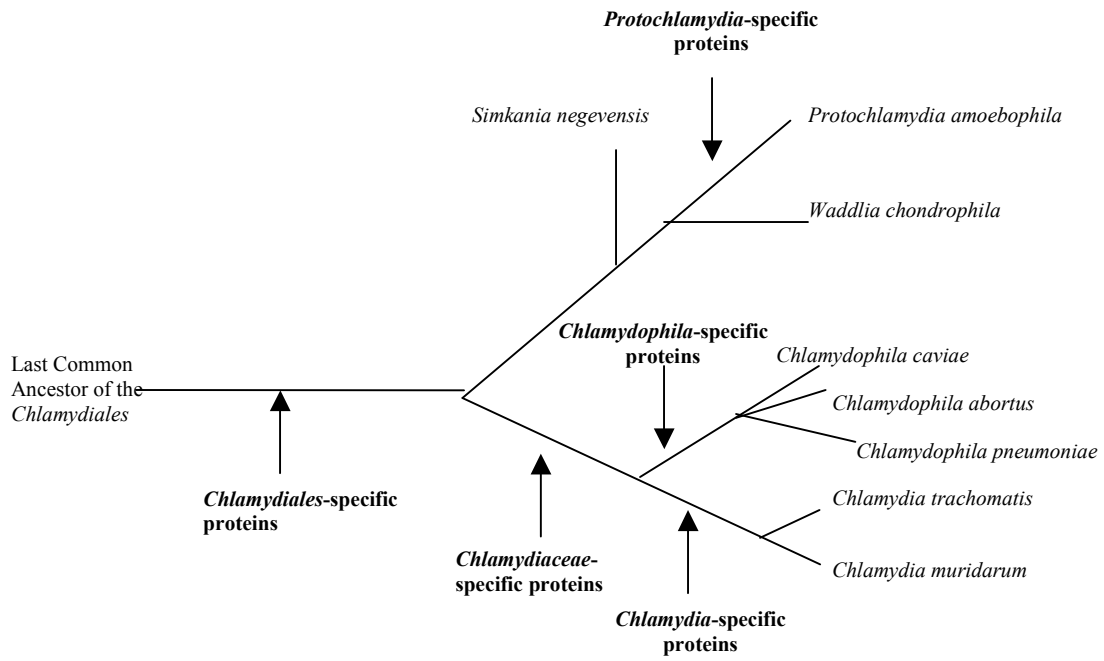 Protochlamydia-specific
proteins
Simkania negevensis
Protochlamydia amoebophila
Waddlia chondrophila
Chlamydophila-specific
proteins
Last Common
Ancestor of the
Chlamydiales
Chlamydophila caviae
Chlamydophila abortus
Chlamydophila pneumoniae
Chlamydiales-specific
proteins
Chlamydia trachomatis
Chlamydiaceae-
specific proteins
Chlamydia muridarum
Chlamydia-specific
proteins